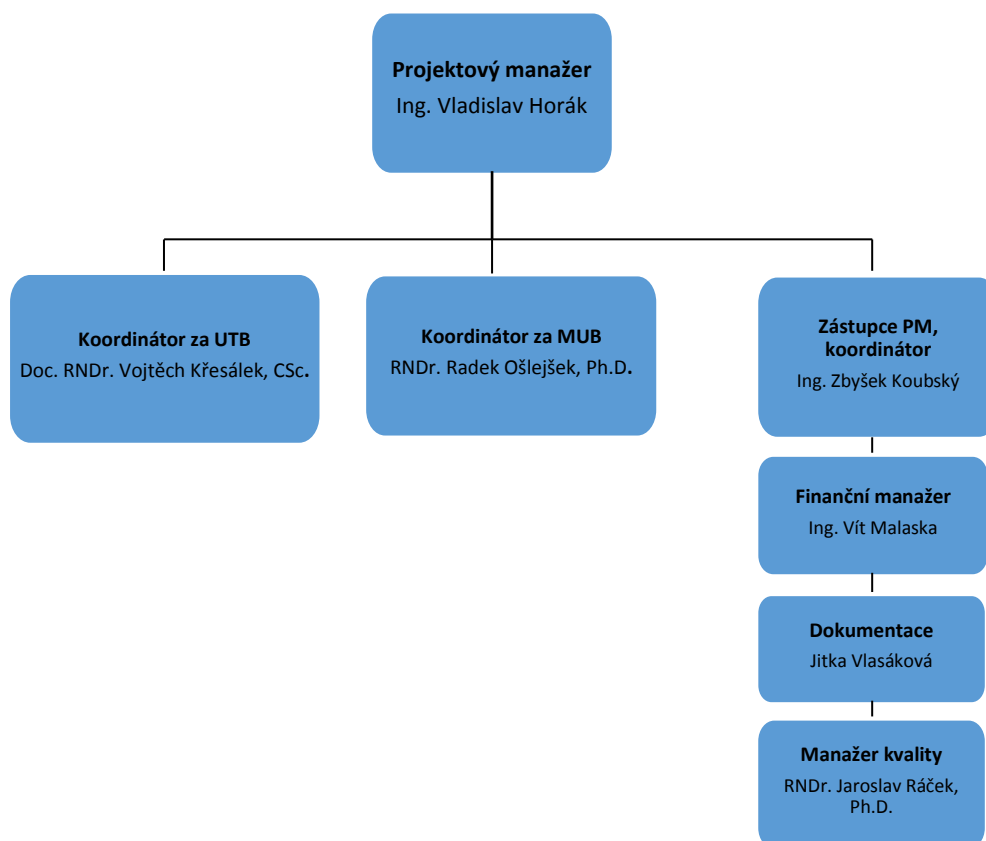 Projektový manažer
Ing. Vladislav Horák
Koordinátor za UTB
Doc. RNDr. Vojtěch Křesálek, CSc.
Koordinátor za MUB
RNDr. Radek Ošlejšek, Ph.D.
Zástupce PM,
koordinátor
Ing. Zbyšek Koubský
Finanční manažer
Ing. Vít Malaska
Dokumentace
Jitka Vlasáková
Manažer kvality
RNDr. Jaroslav Ráček,
Ph.D.